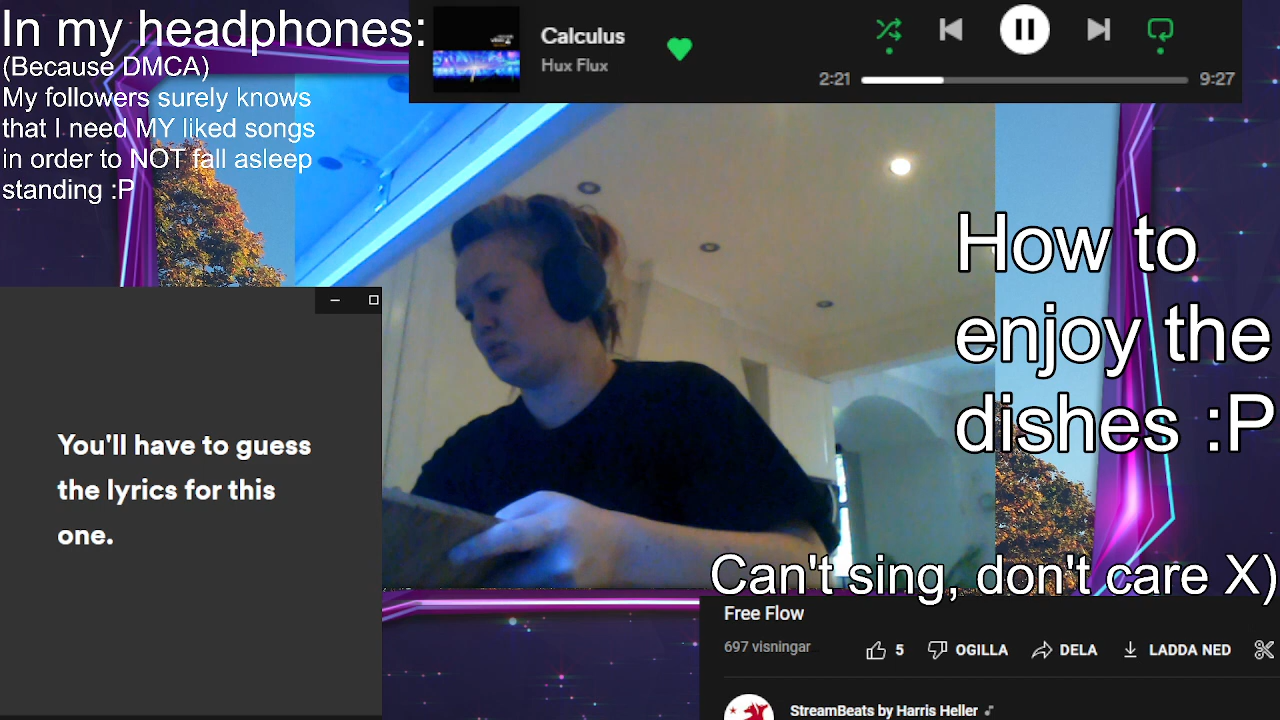 In my headphones:
(Because DMCA)
My followers surely knows
that I need MY liked songs
in order to NOT fall asleep
standing :P
Calculus
Hux Flux
2:21
9:27
How to
enjoy the
dishes :P
You'll have to guess
the lyrics for this
one.
Can't sing, don't care X)
Free Flow
697 visningar
5 OGILLA DELA LADDA NED
StreamBeats by Harris Heller